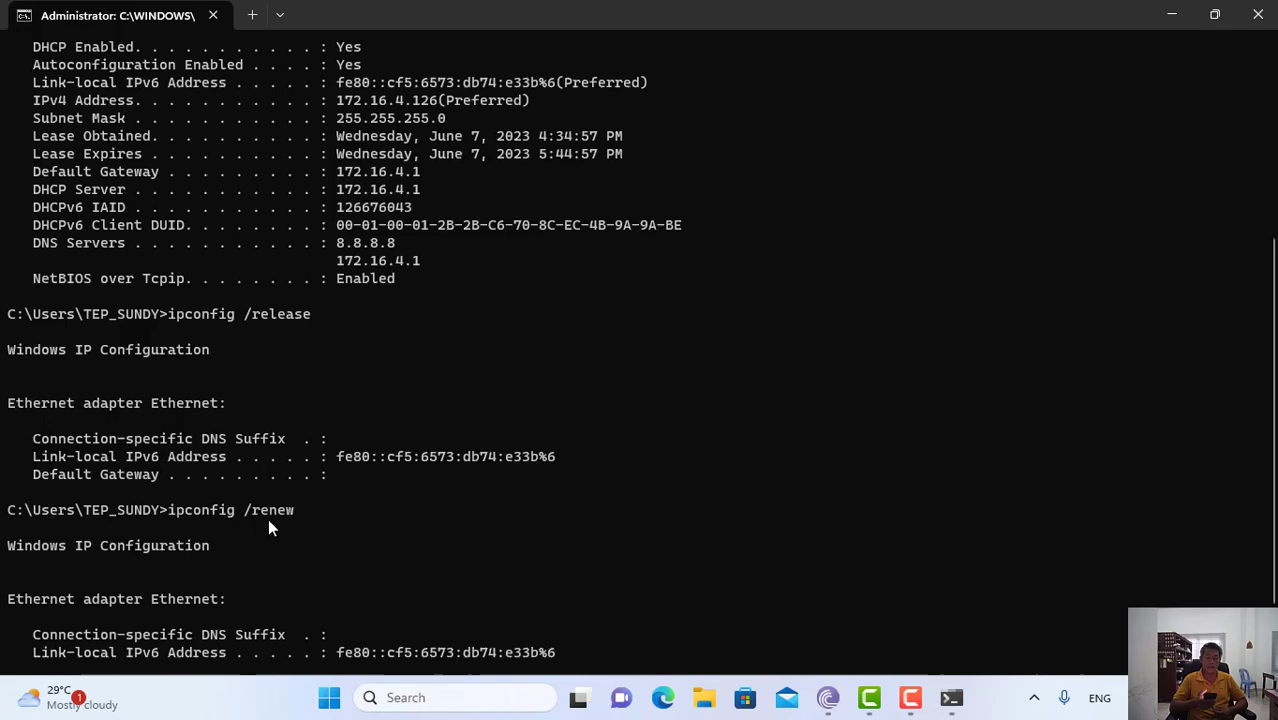 Administrator: C:\WINDOWS\
DHCP Enabled. . . . . . . . . . . : Yes
Autoconfiguration Enabled . . . . : Yes
Link-local IPv6 Address . . . . . : fe80::cf5:6573:db74:e33b%6(Preferred)
IPv4 Address. . . . . . . . . . . : 172.16.4.126(Preferred)
Subnet Mask . . . . . . . . . . . : 255.255.255.0
Lease Obtained. . . . . . . . . . : Wednesday, June 7, 2023 4:34:57 PM
Lease Expires . . . . . . . . . . : Wednesday, June 7, 2023 5:44:57 PM
Default Gateway . . . . . . . . . : 172.16.4.1
DHCP Server . . . . . . . . . . . : 172.16.4.1
DHCPv6 IAID . . . . . . . . . . . : 126676043
DHCPv6 Client DUID. . . . . . . . : 00-01-00-01-2B-2B-C6-70-8C-EC-4B-9A-9A-BE
DNS Servers . . . . . . . . . . . : 8.8.8.8
172.16.4.1
NetBIOS over Tcpip. . . . . . . . : Enabled
C:\Users\TEP_SUNDY>ipconfig /release
Windows IP Configuration
Ethernet adapter Ethernet:
Connection-specific DNS Suffix  . :
Link-local IPv6 Address . . . . . : fe80::cf5:6573:db74:e33b%6
Default Gateway . . . . . . . . . :
C:\Users\TEP_SUNDY>ipconfig /renew
Windows IP Configuration
Ethernet adapter Ethernet:
Connection-specific DNS Suffix  . :
Link-local IPv6 Address . . . . . : fe80::cf5:6573:db74:e33b%6
29°C
1
Mostly cloudy
Search
ENG